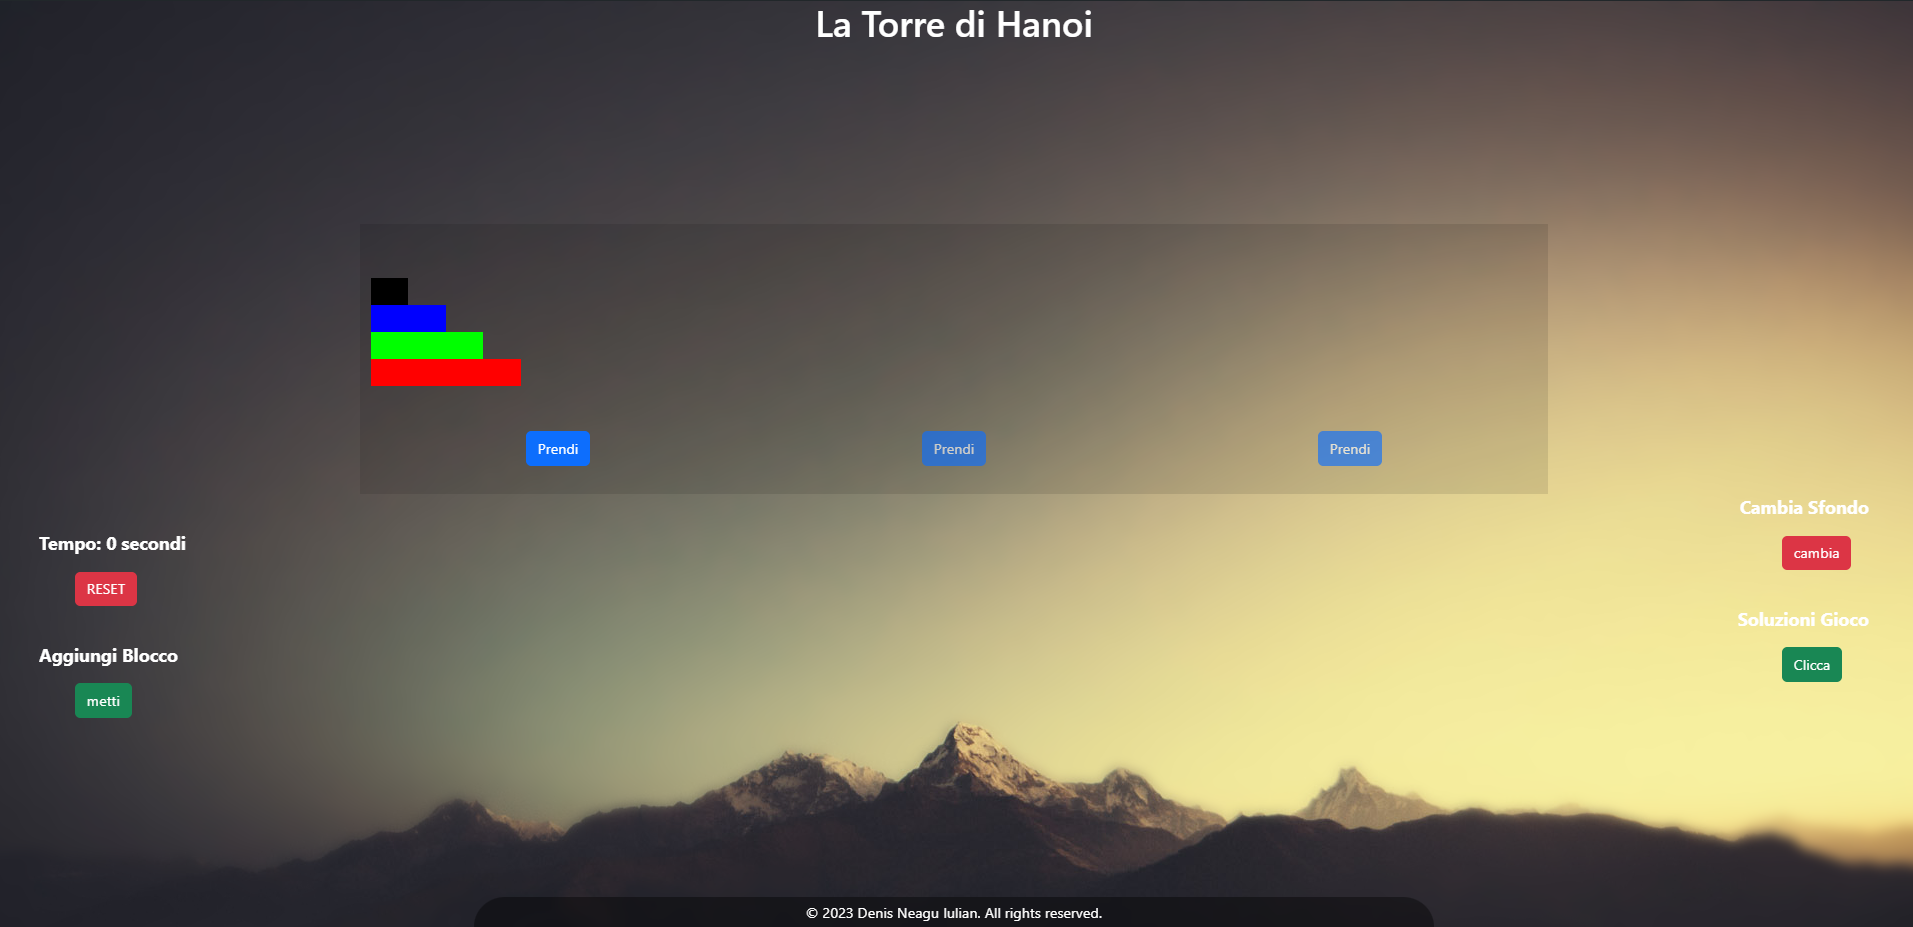 La Torre di Hanoi
Prendi
Prendi
Prendi
Tempo: 0 secondi
RESET
Aggiungi Blocco
metti
Cambia Sfondo
cambia
Soluzioni Gioco
Clicca
© 2023 Denis Neagu Iulian. All rights reserved.